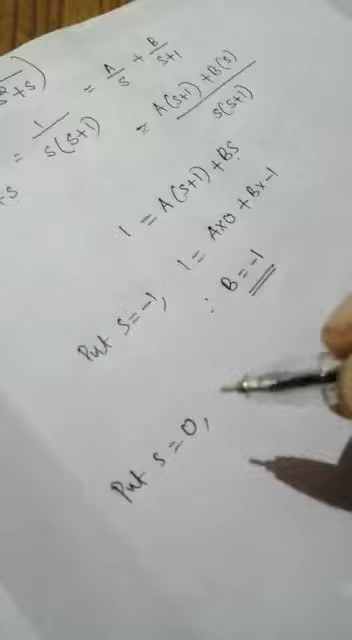 = A/S + B/S+1
= 1/S(S+1) = A(S+1) + B(S)/S(S+1)
1 = A(S+1) + BS
Put S=-1, 1 = A×0 + B×-1
∴ B = -1
Put S = 0,